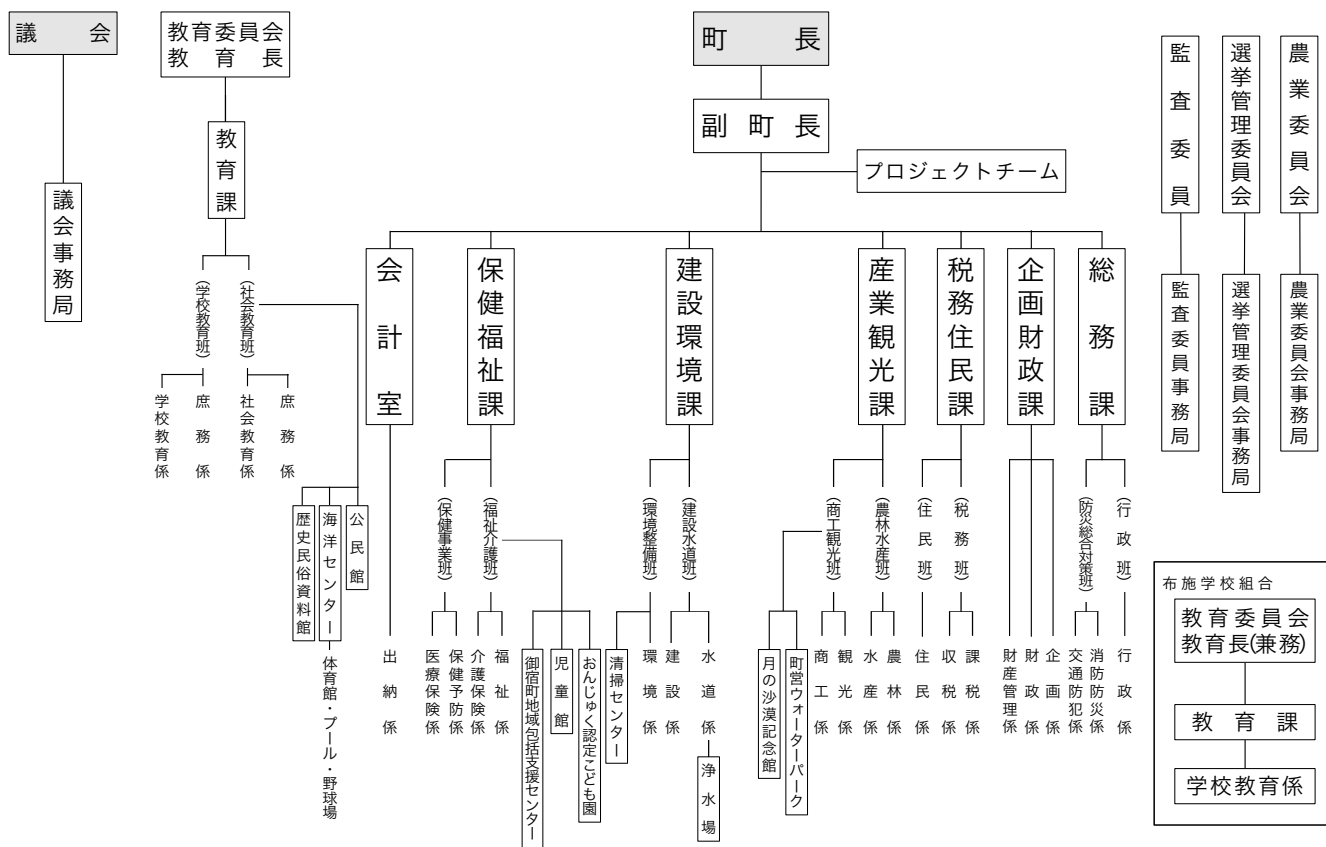 議会
議会事務局
教育委員会
教育長
教育課
(学校教育班)
(社会教育班)
学校教育係
庶務係
社会教育係
庶務係
歴史民俗資料館
海洋センター
公民館
体育館・プール・野球場
町長
副町長
プロジェクトチーム
会計室
出納係
保健福祉課
(保健事業班)
(福祉介護班)
医療保険係
保健予防係
介護保険係
福祉係
御宿町地域包括支援センター
児童館
おんじゅく認定こども園
建設環境課
(環境整備班)
(建設水道班)
清掃センター
環境係
建設係
水道係
浄水場
産業観光課
(商工観光班)
(農林水産班)
月の沙漠記念館
町営ウォーターパーク
商工係
観光係
水産係
農林係
税務住民課
(住民班)
(税務班)
住民係
収税係
課税係
企画財政課
財産管理係
財政係
企画係
総務課
(防災総合対策班)
(行政班)
交通防犯係
消防防災係
行政係
監査委員
監査委員事務局
選挙管理委員会
選挙管理委員会事務局
農業委員会
農業委員会事務局
布施学校組合
教育委員会
教育長(兼務)
教育課
学校教育係